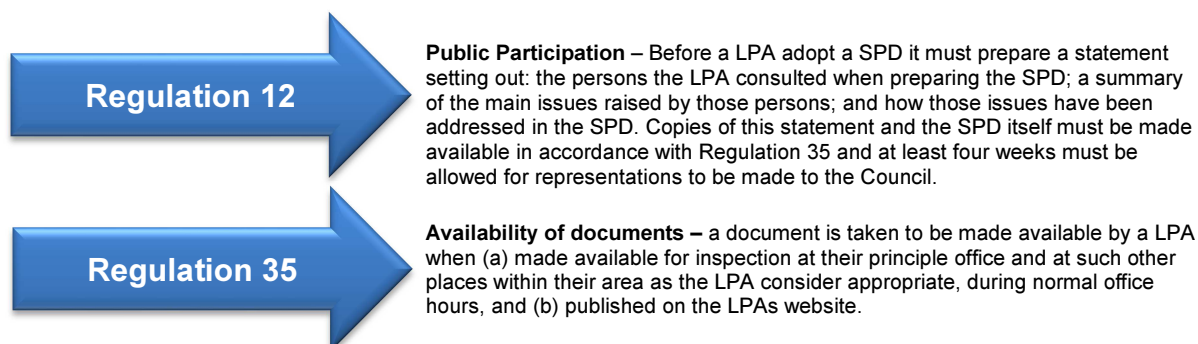 Regulation 12
Public Participation – Before a LPA adopt a SPD it must prepare a statement
setting out: the persons the LPA consulted when preparing the SPD; a summary
of the main issues raised by those persons; and how those issues have been
addressed in the SPD. Copies of this statement and the SPD itself must be made
available in accordance with Regulation 35 and at least four weeks must be
allowed for representations to be made to the Council.
Regulation 35
Availability of documents – a document is taken to be made available by a LPA
when (a) made available for inspection at their principle office and at such other
places within their area as the LPA consider appropriate, during normal office
hours, and (b) published on the LPAs website.